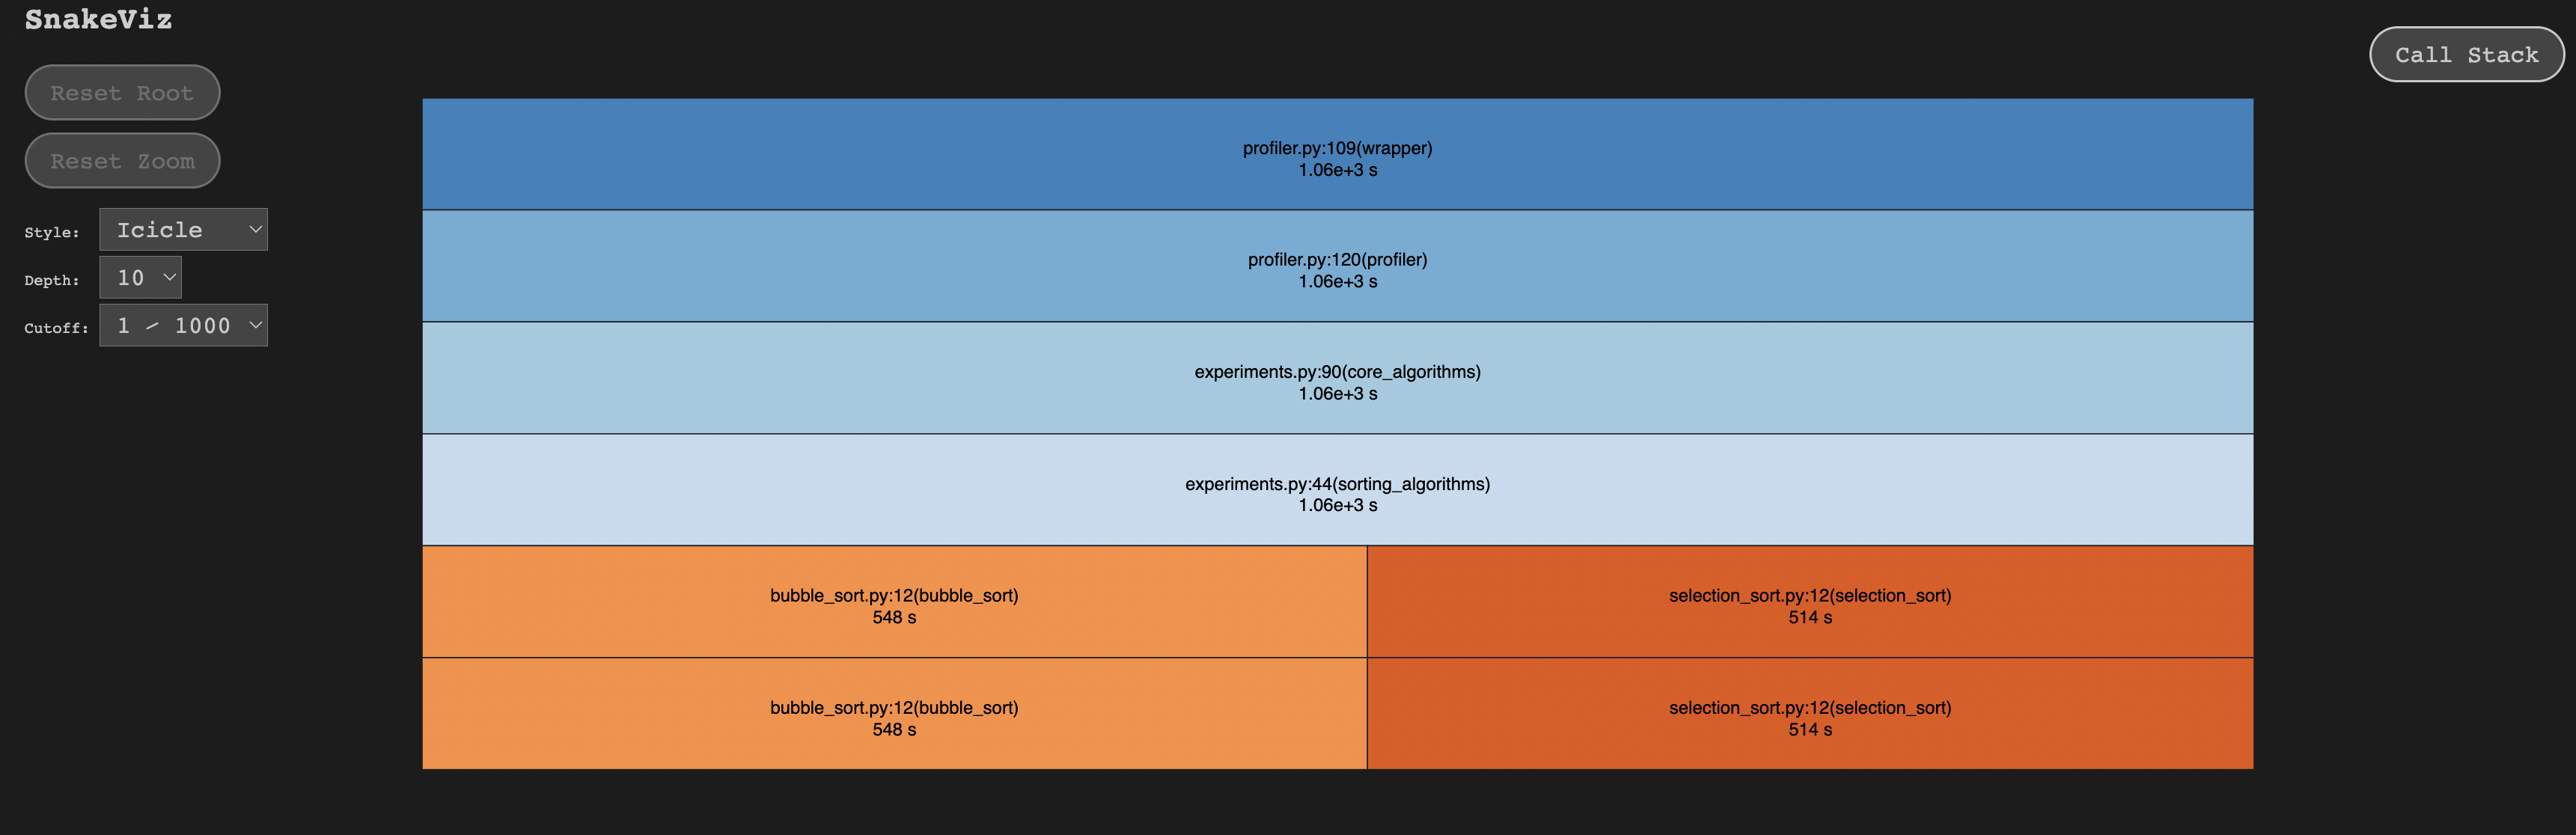 SnakeViz
Call Stack
Reset Root
Reset Zoom
Style: Icicle
Depth: 10
Cutoff: 1 / 1000
profiler.py:109(wrapper)
1.06e+3 s
profiler.py:120(profiler)
1.06e+3 s
experiments.py:90(core_algorithms)
1.06e+3 s
experiments.py:44(sorting_algorithms)
1.06e+3 s
bubble_sort.py:12(bubble_sort)
548 s
selection_sort.py:12(selection_sort)
514 s
bubble_sort.py:12(bubble_sort)
548 s
selection_sort.py:12(selection_sort)
514 s